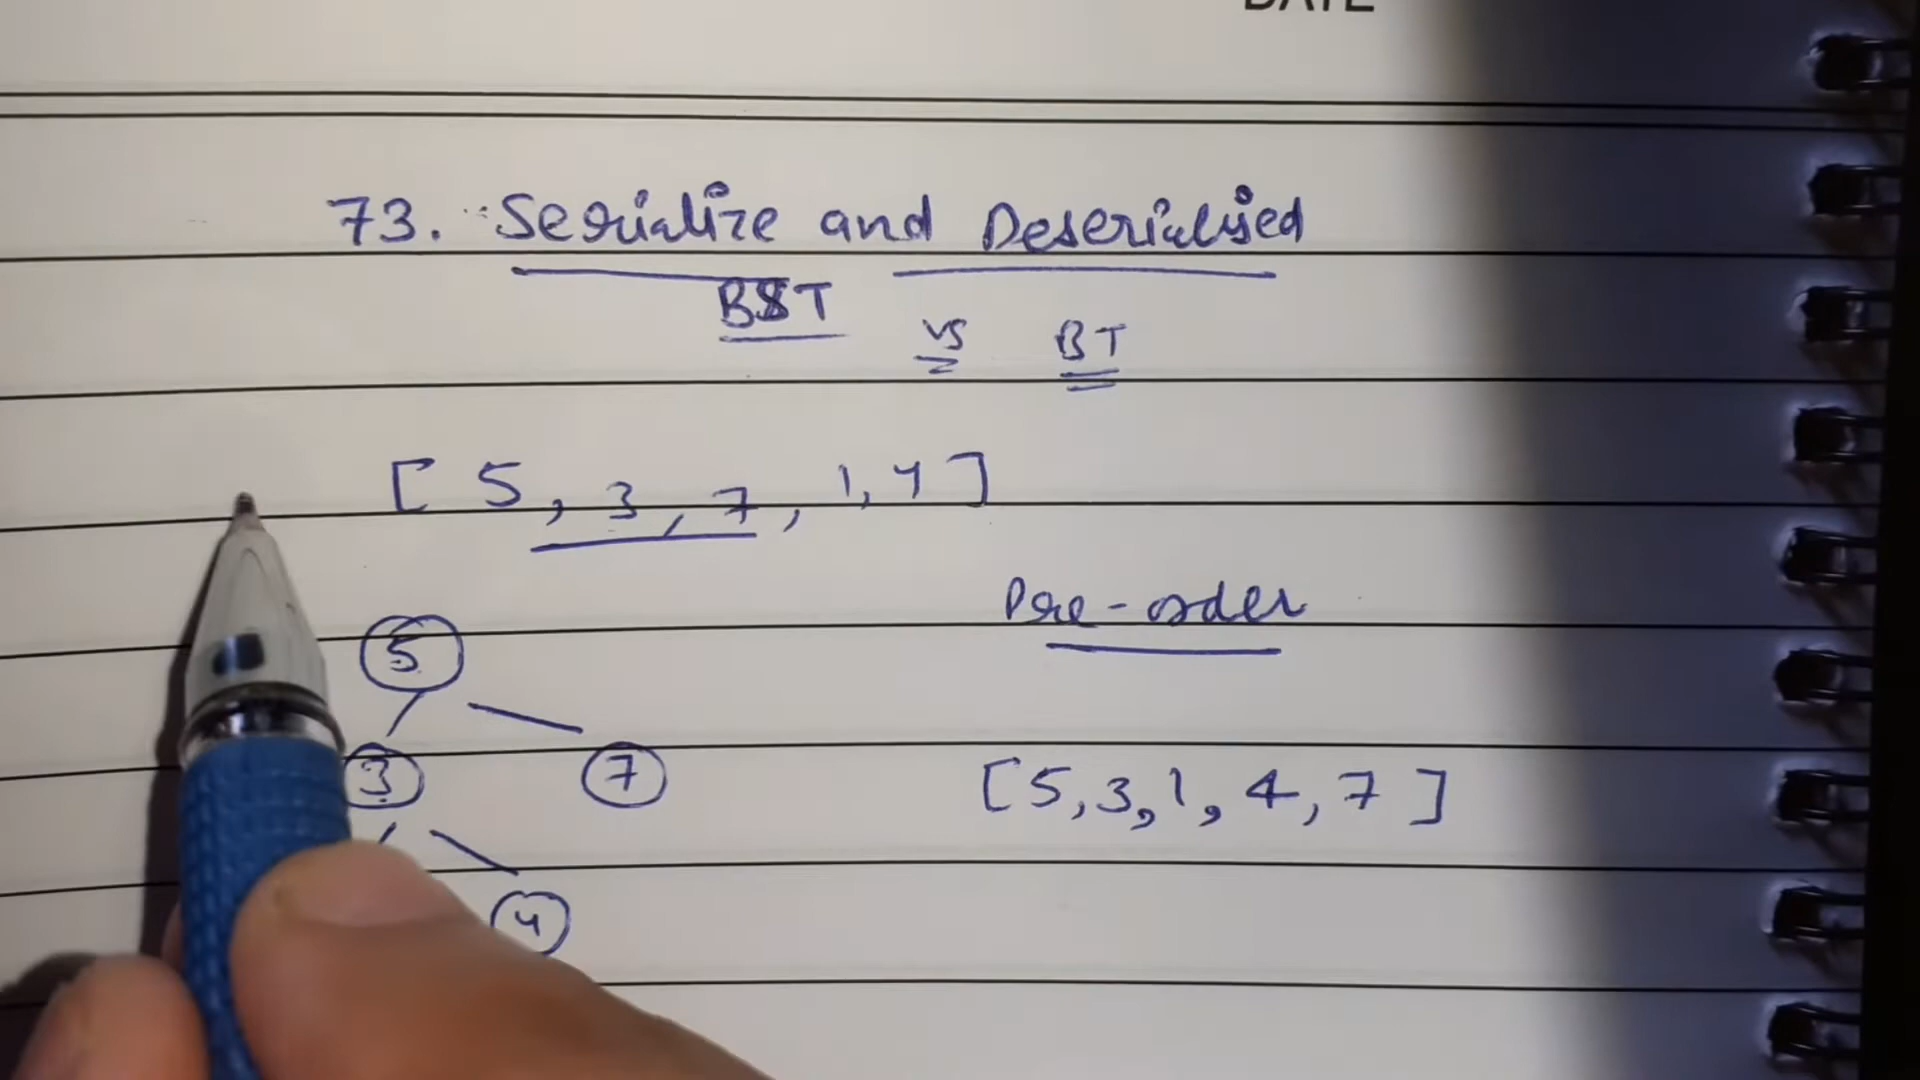 DATE
73. Serialize and Deserialised
BST vs BT
[ 5, 3, 7, 1, 4 ]
Pre-order
5
3 7
[5, 3, 1, 4, 7 ]
4